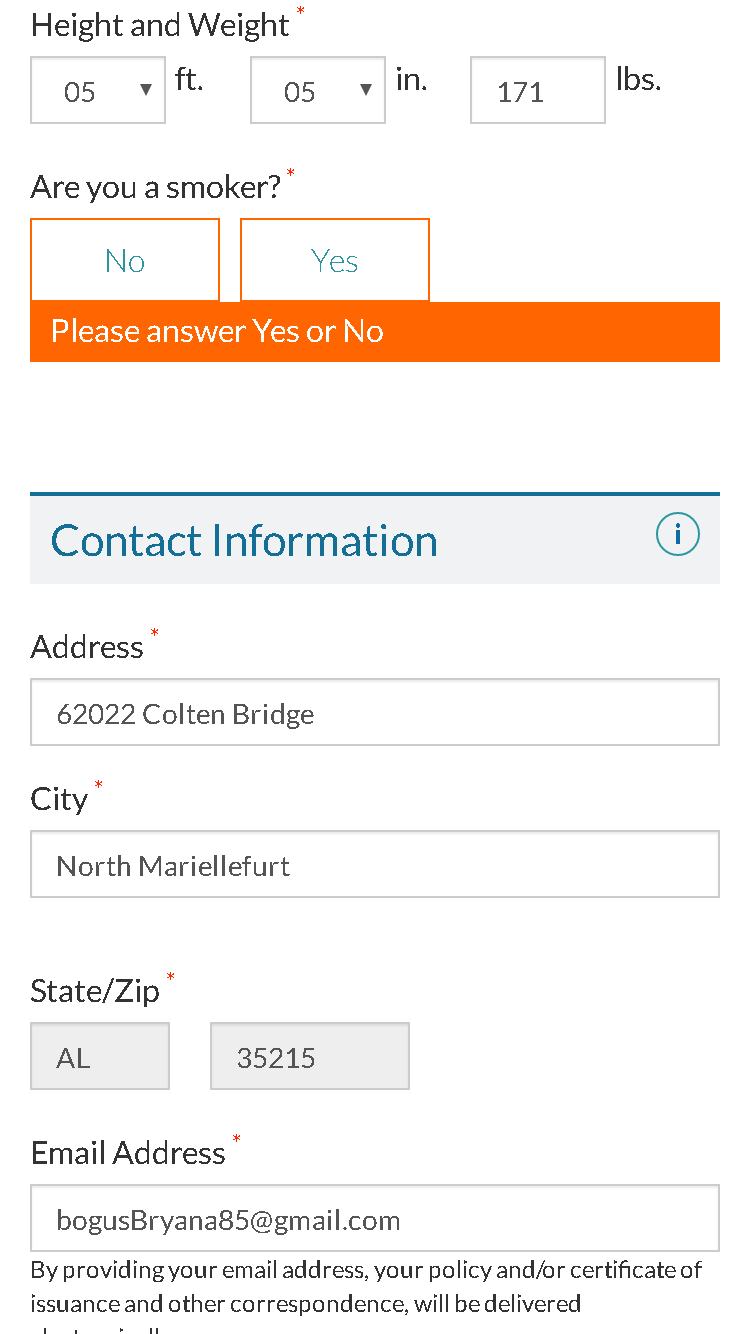 Height and Weight *
05 ▼ ft. 05 ▼ in. 171 lbs.
Are you a smoker? *
No Yes
Please answer Yes or No
Contact Information i
Address *
62022 Colten Bridge
City *
North Mariellefurt
State/Zip *
AL 35215
Email Address *
bogusBryana85@gmail.com
By providing your email address, your policy and/or certificate of
issuance and other correspondence, will be delivered